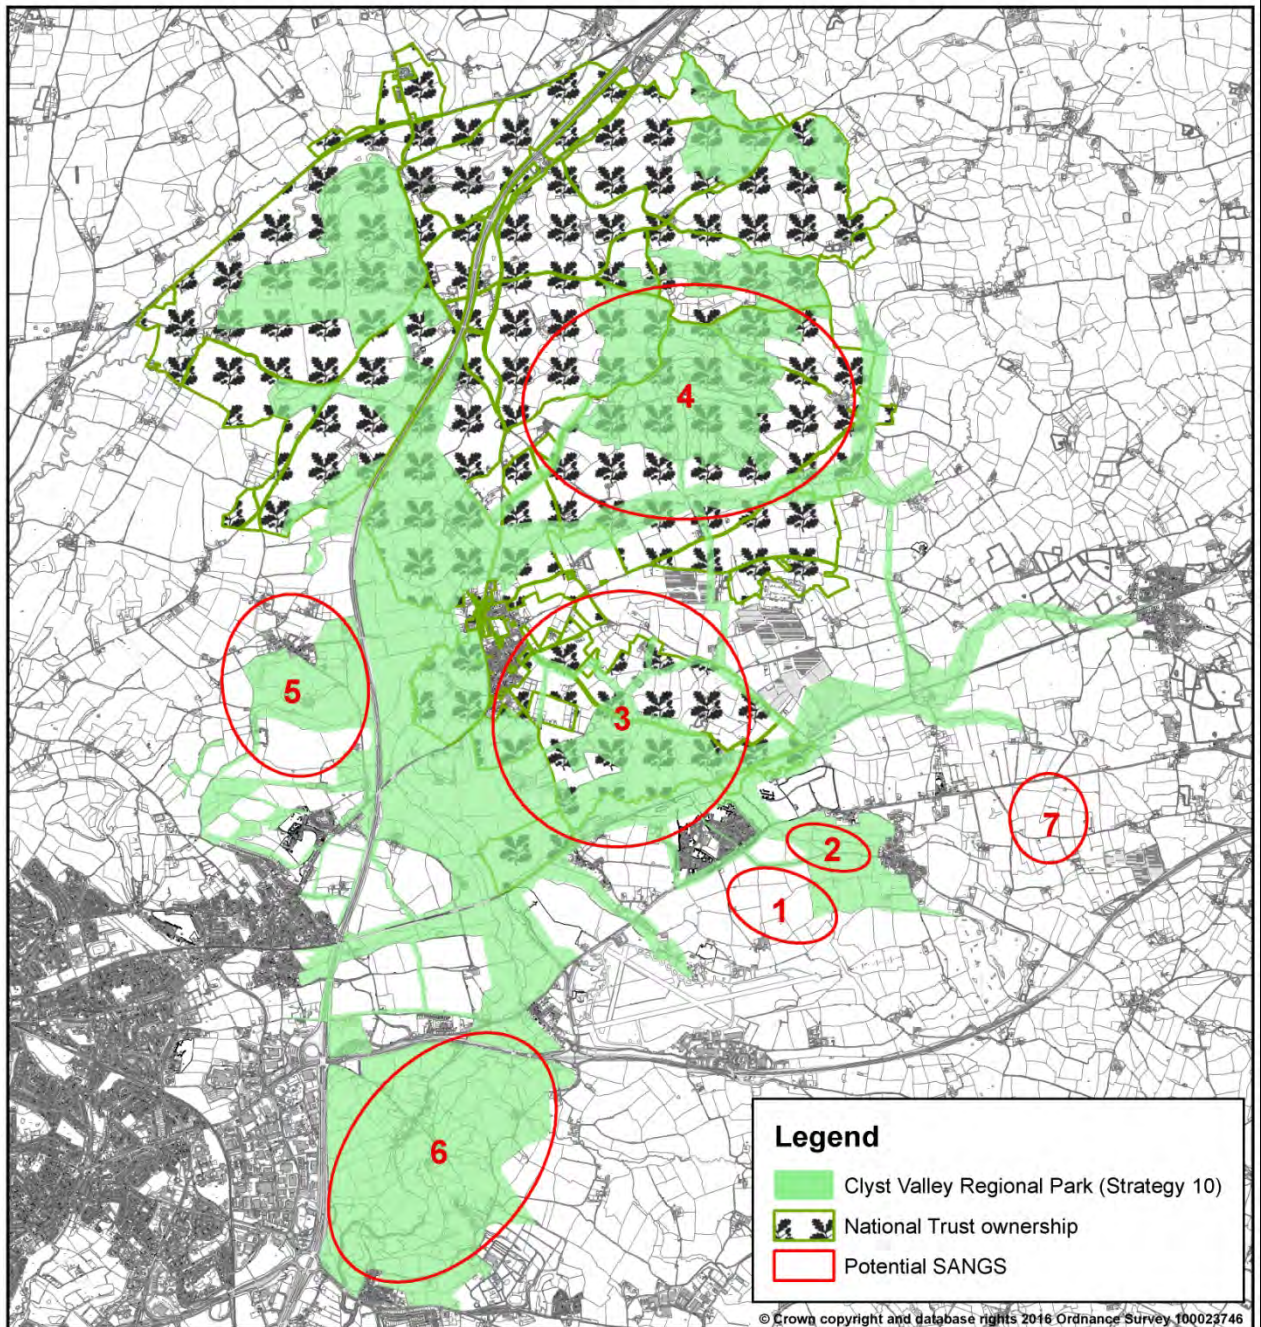 4
5
3
7
2
1
6
Legend
Clyst Valley Regional Park (Strategy 10)
National Trust ownership
Potential SANGS
© Crown copyright and database rights 2016 Ordnance Survey 100023746